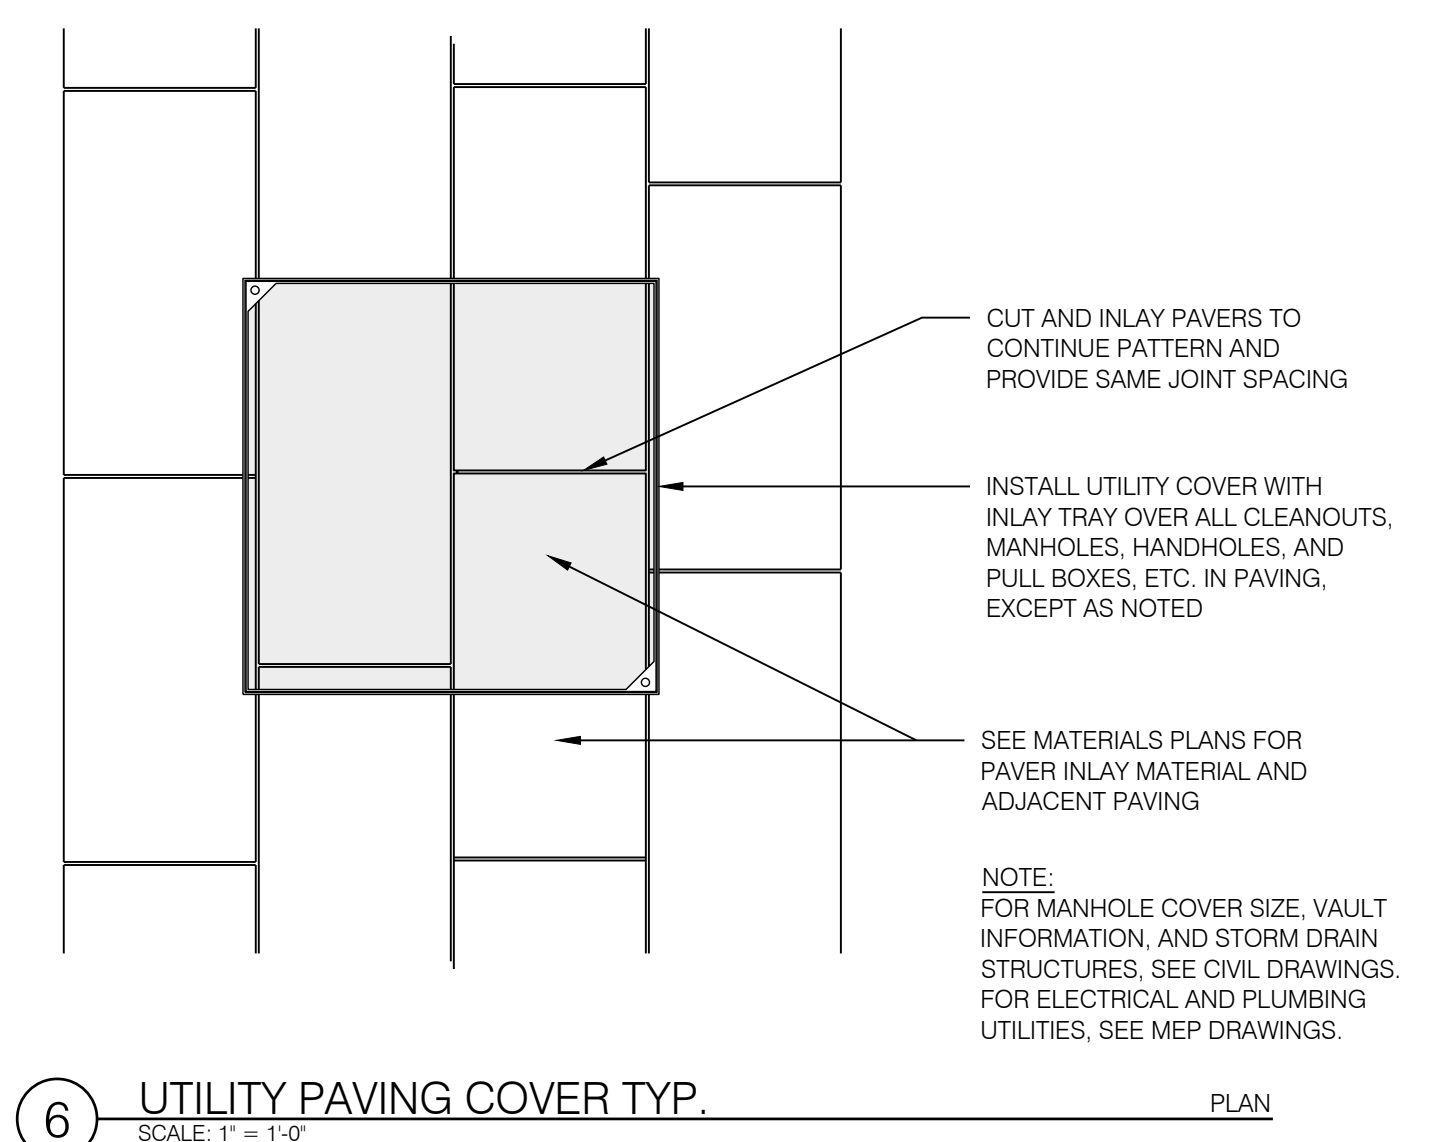 CUT AND INLAY PAVERS TO
CONTINUE PATTERN AND
PROVIDE SAME JOINT SPACING
INSTALL UTILITY COVER WITH
INLAY TRAY OVER ALL CLEANOUTS,
MANHOLES, HANDHOLES, AND
PULL BOXES, ETC. IN PAVING,
EXCEPT AS NOTED
SEE MATERIALS PLANS FOR
PAVER INLAY MATERIAL AND
ADJACENT PAVING
NOTE:
FOR MANHOLE COVER SIZE, VAULT
INFORMATION, AND STORM DRAIN
STRUCTURES, SEE CIVIL DRAWINGS.
FOR ELECTRICAL AND PLUMBING
UTILITIES, SEE MEP DRAWINGS.
6
UTILITY PAVING COVER TYP.
PLAN
SCALE: 1" = 1'-0"